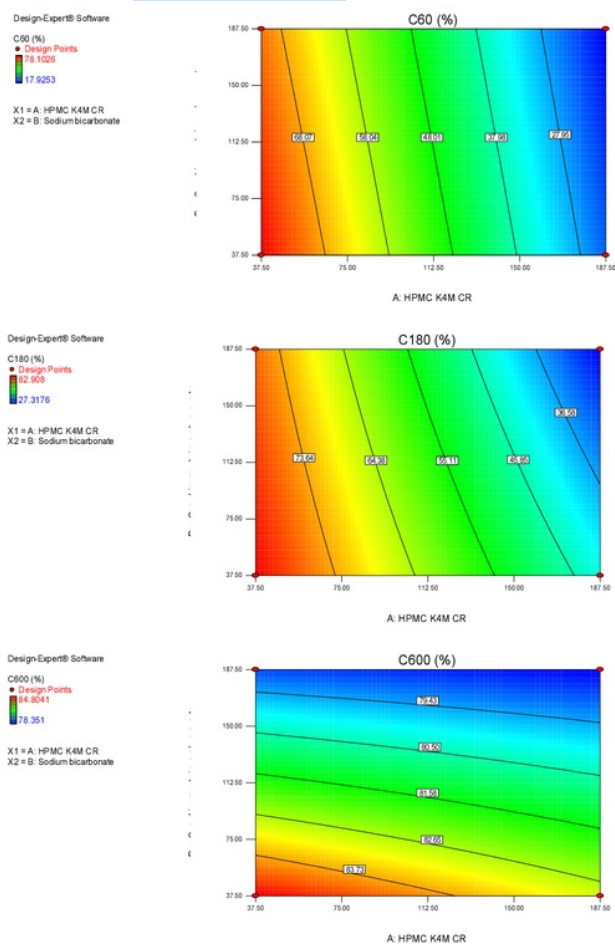 Design-Expert® Software
C60 (%)
Design Points
78.1026
17.9253
X1 = A: HPMC K4M CR
X2 = B: Sodium bicarbonate
C60 (%)
187.50
150.00
112.50
75.00
37.50
68.07
58.04
48.01
37.98
27.95
37.50
75.00
112.50
150.00
187.50
A: HPMC K4M CR
Design-Expert® Software
C180 (%)
Design Points
82.908
27.3176
X1 = A: HPMC K4M CR
X2 = B: Sodium bicarbonate
C180 (%)
187.50
150.00
112.50
75.00
37.50
73.64
64.38
55.11
45.85
36.58
37.50
75.00
112.50
150.00
187.50
A: HPMC K4M CR
Design-Expert® Software
C600 (%)
Design Points
84.8041
78.351
X1 = A: HPMC K4M CR
X2 = B: Sodium bicarbonate
C600 (%)
187.50
150.00
112.50
75.00
37.50
79.43
80.50
81.58
82.65
83.73
37.50
75.00
112.50
150.00
187.50
A: HPMC K4M CR